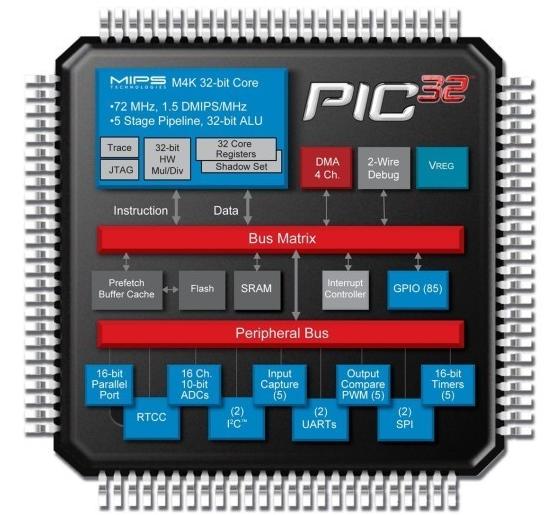 MIPS TECHNOLOGIES M4K 32-bit Core
•72 MHz, 1.5 DMIPS/MHz
•5 Stage Pipeline, 32-bit ALU
Trace
JTAG
32-bit
HW
Mul/Div
32 Core
Registers
Shadow Set
PIC32
DMA
4 Ch.
2-Wire
Debug
VREG
Instruction
Data
Bus Matrix
Prefetch
Buffer Cache
Flash
SRAM
Interrupt
Controller
GPIO (85)
Peripheral Bus
16-bit
Parallel
Port
RTCC
16 Ch.
10-bit
ADCs
(2)
I²C™
Input
Capture
(5)
(2)
UARTs
Output
Compare
PWM (5)
(2)
SPI
16-bit
Timers
(5)